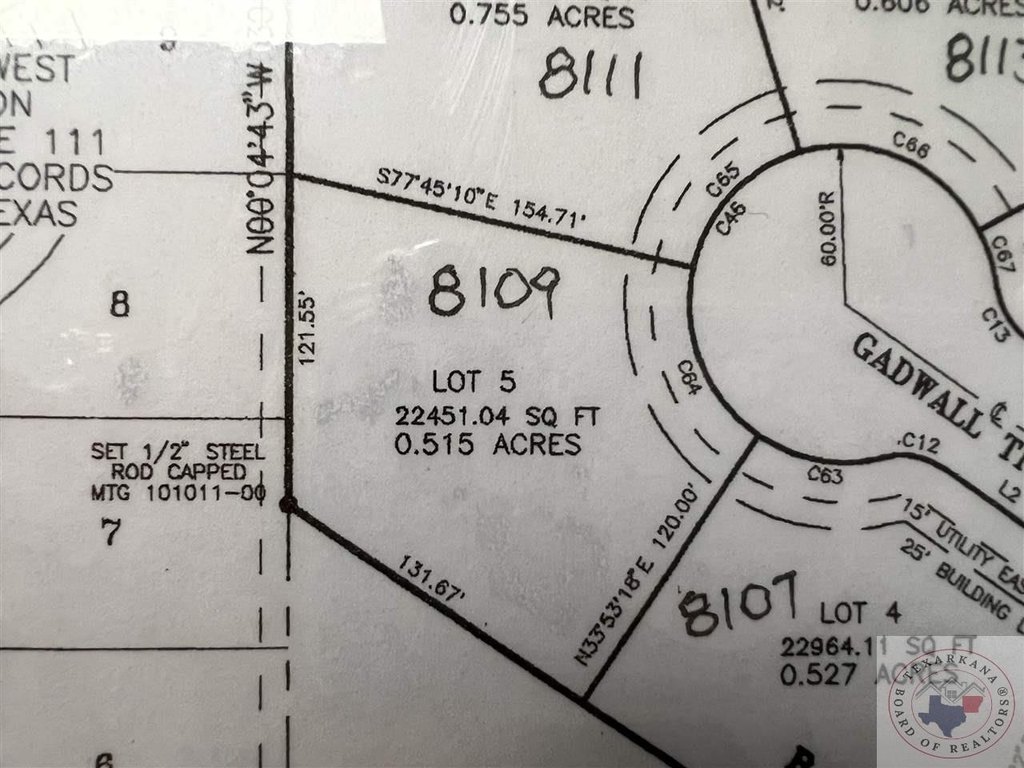 0.755 ACRES
8111
0.606 ACRES
8113
WEST
ON
E 111
CORDS
EXAS
N00°04'43"W
S77°45'10"E 154.71'
C65
C46
C66
60.00'R
C67
C13
8109
8
121.55'
LOT 5
22451.04 SQ FT
0.515 ACRES
C64
GADWALL
℄
C12
C63
L2
SET 1/2" STEEL
ROD CAPPED
MTG 101011-00
7
131.67'
N33°53'18"E 120.00'
15' UTILITY EAS
25' BUILDING
8107
LOT 4
22964.11 SQ FT
0.527 ACRES
6
TEXARKANA
BOARD OF REALTORS®